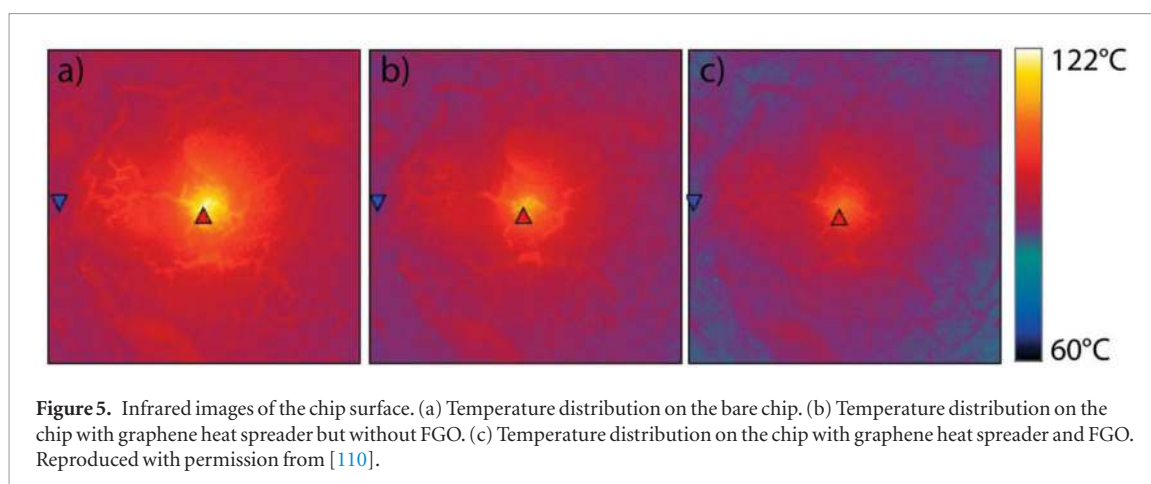 a)
b)
c)
122°C
60°C
Figure 5. Infrared images of the chip surface. (a) Temperature distribution on the bare chip. (b) Temperature distribution on the
chip with graphene heat spreader but without FGO. (c) Temperature distribution on the chip with graphene heat spreader and FGO.
Reproduced with permission from [110].